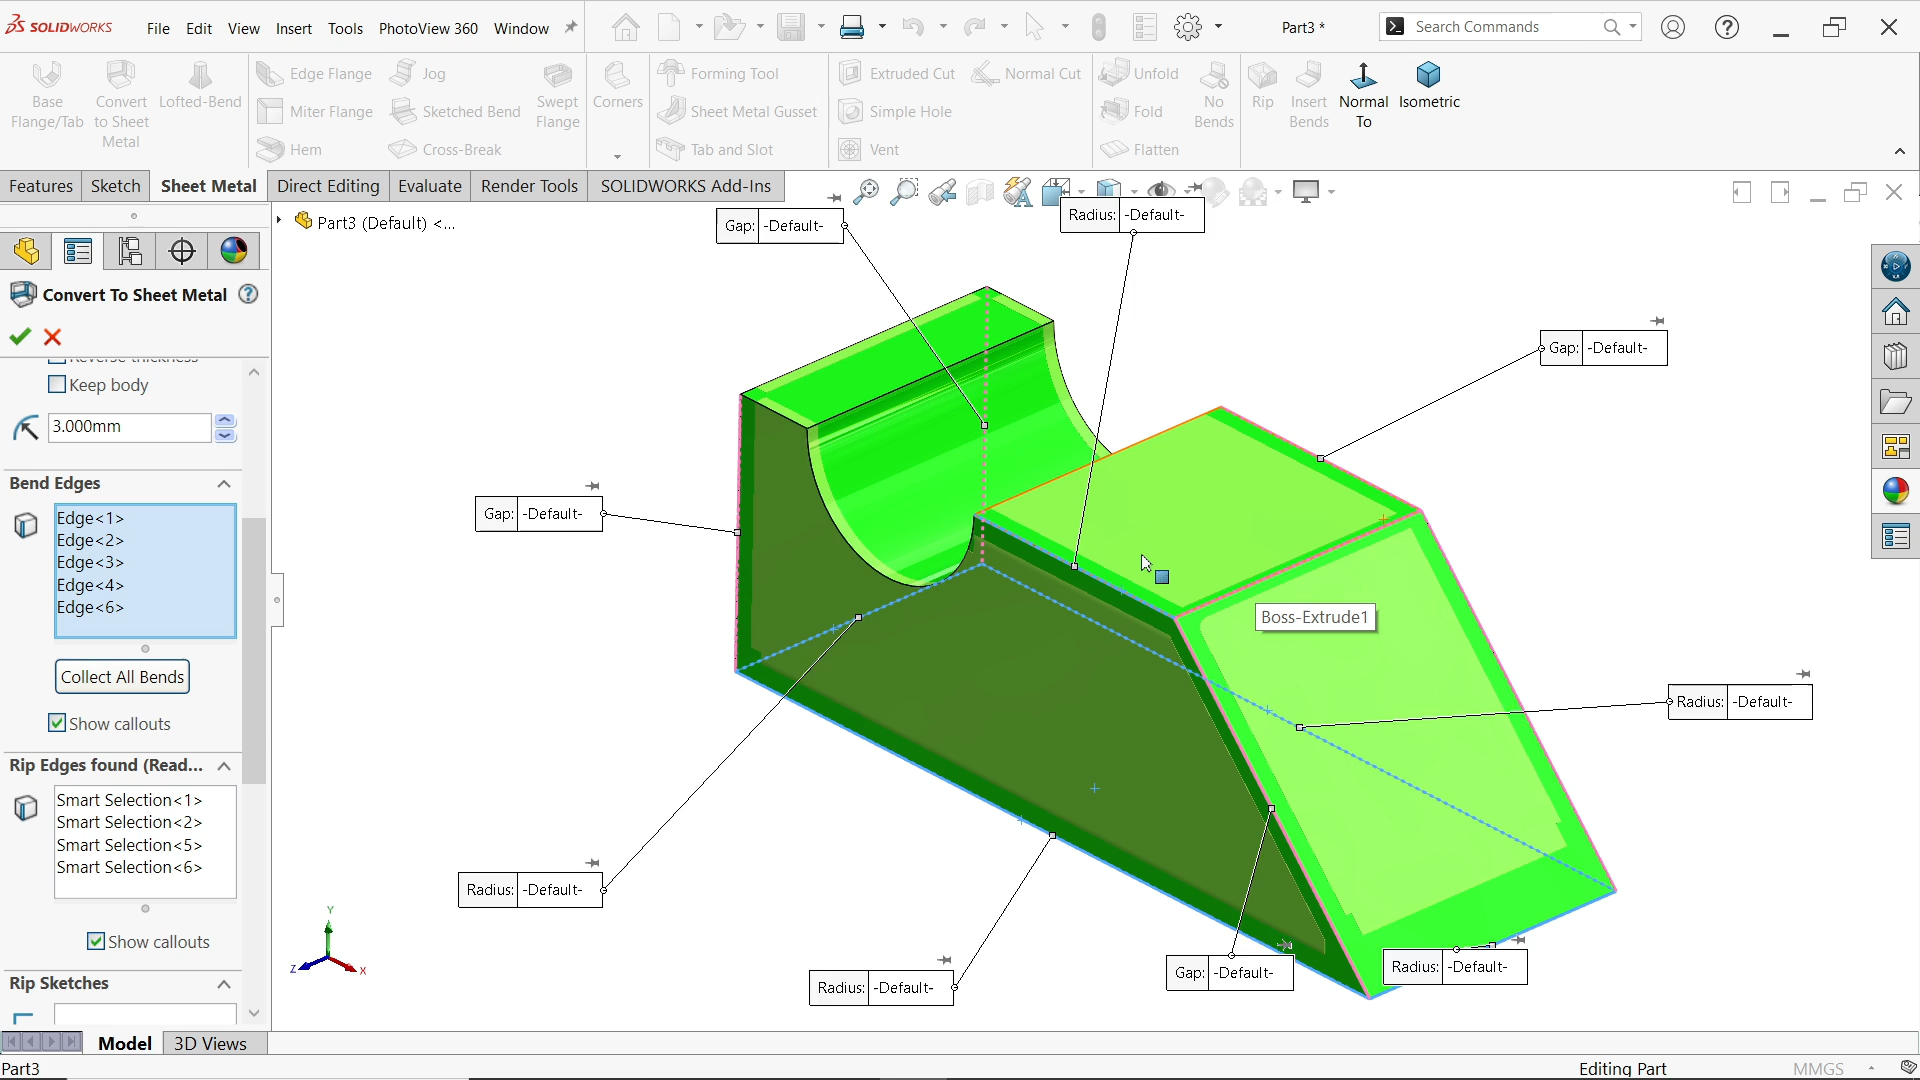 SOLIDWORKS
File Edit View Insert Tools PhotoView 360 Window
Part3 *
Search Commands
Base Flange/Tab
Convert to Sheet Metal
Lofted-Bend
Edge Flange
Miter Flange
Hem
Jog
Sketched Bend
Cross-Break
Swept Flange
Corners
Forming Tool
Sheet Metal Gusset
Tab and Slot
Extruded Cut
Simple Hole
Vent
Normal Cut
Unfold
Fold
Flatten
No Bends
Rip
Insert Bends
Normal To
Isometric
Features Sketch Sheet Metal Direct Editing Evaluate Render Tools SOLIDWORKS Add-Ins
Part3 (Default) <...
Convert To Sheet Metal
Reverse thickness
Keep body
3.000mm
Bend Edges
Edge<1>
Edge<2>
Edge<3>
Edge<4>
Edge<6>
Collect All Bends
Show callouts
Rip Edges found (Read...
Smart Selection<1>
Smart Selection<2>
Smart Selection<5>
Smart Selection<6>
Show callouts
Rip Sketches
Gap: -Default-
Radius: -Default-
Gap: -Default-
Gap: -Default-
Boss-Extrude1
Radius: -Default-
Radius: -Default-
Radius: -Default-
Gap: -Default-
Radius: -Default-
Y
Z
X
Model 3D Views
Part3
Editing Part
MMGS